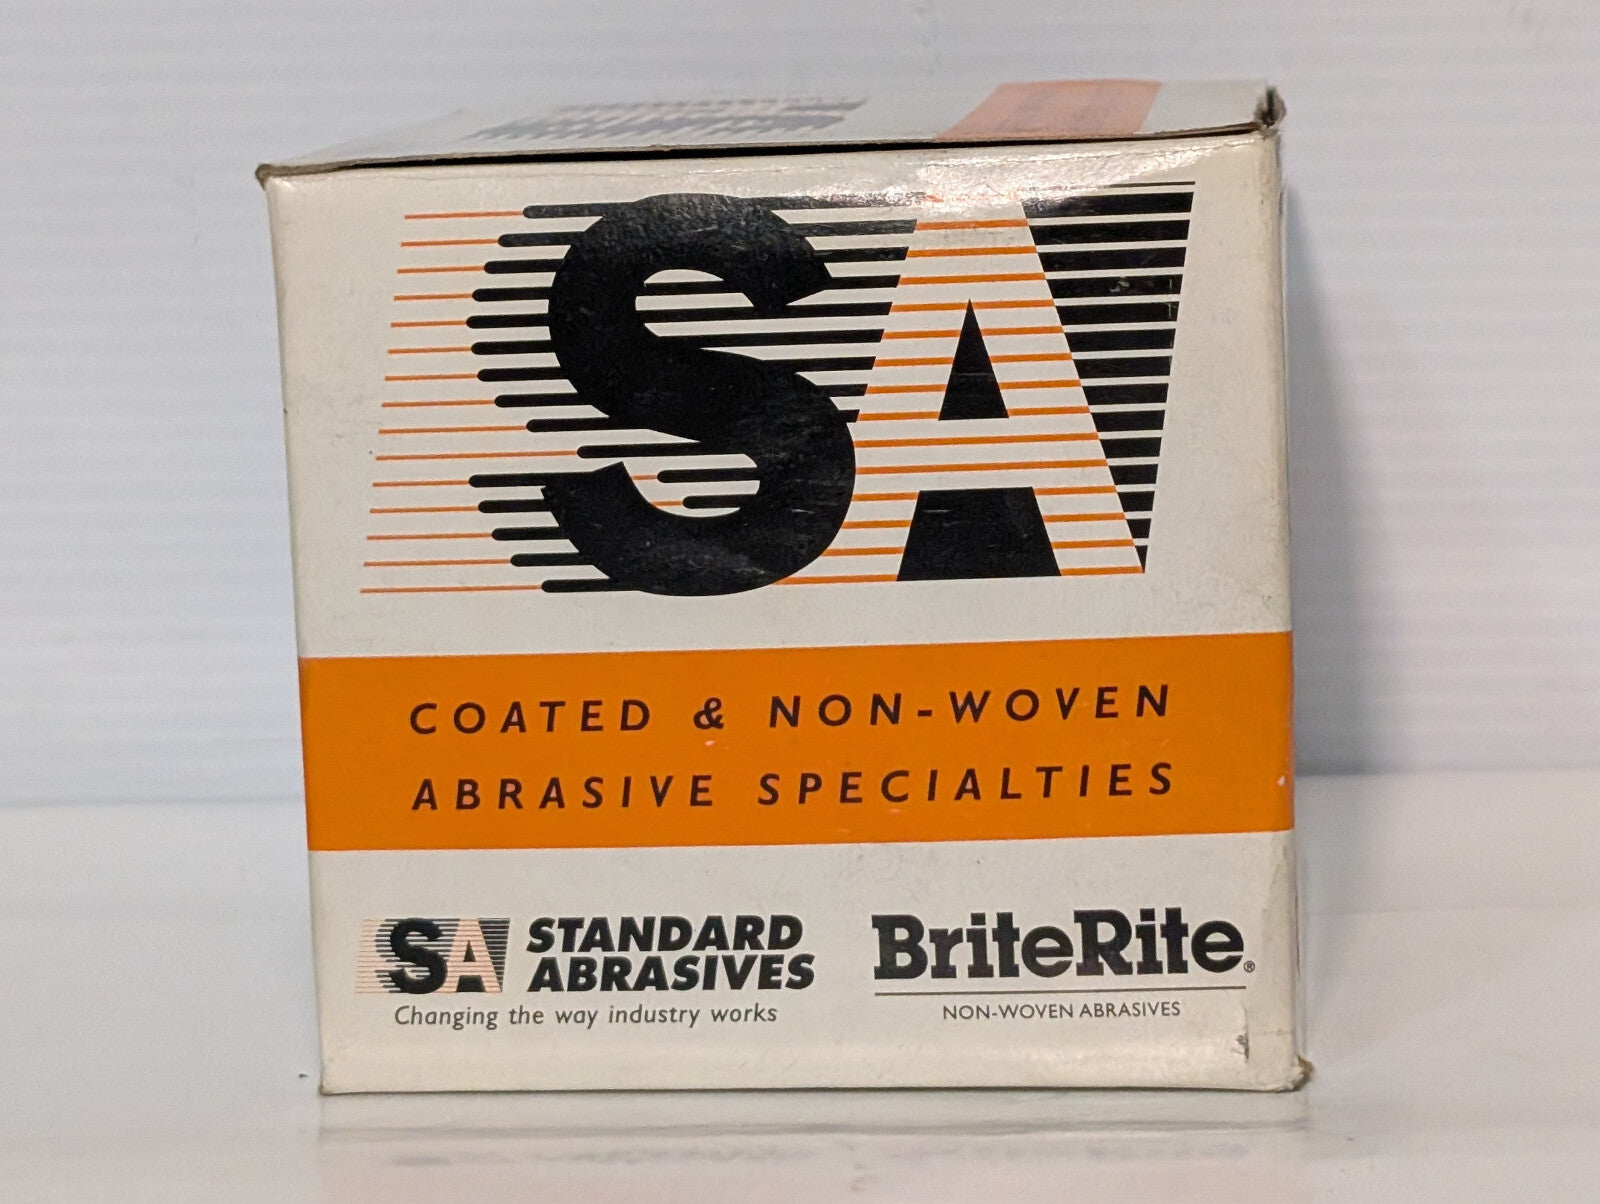 SA
COATED & NON-WOVEN
ABRASIVE SPECIALTIES
SA STANDARD
ABRASIVES
Changing the way industry works
BriteRite®
NON-WOVEN ABRASIVES